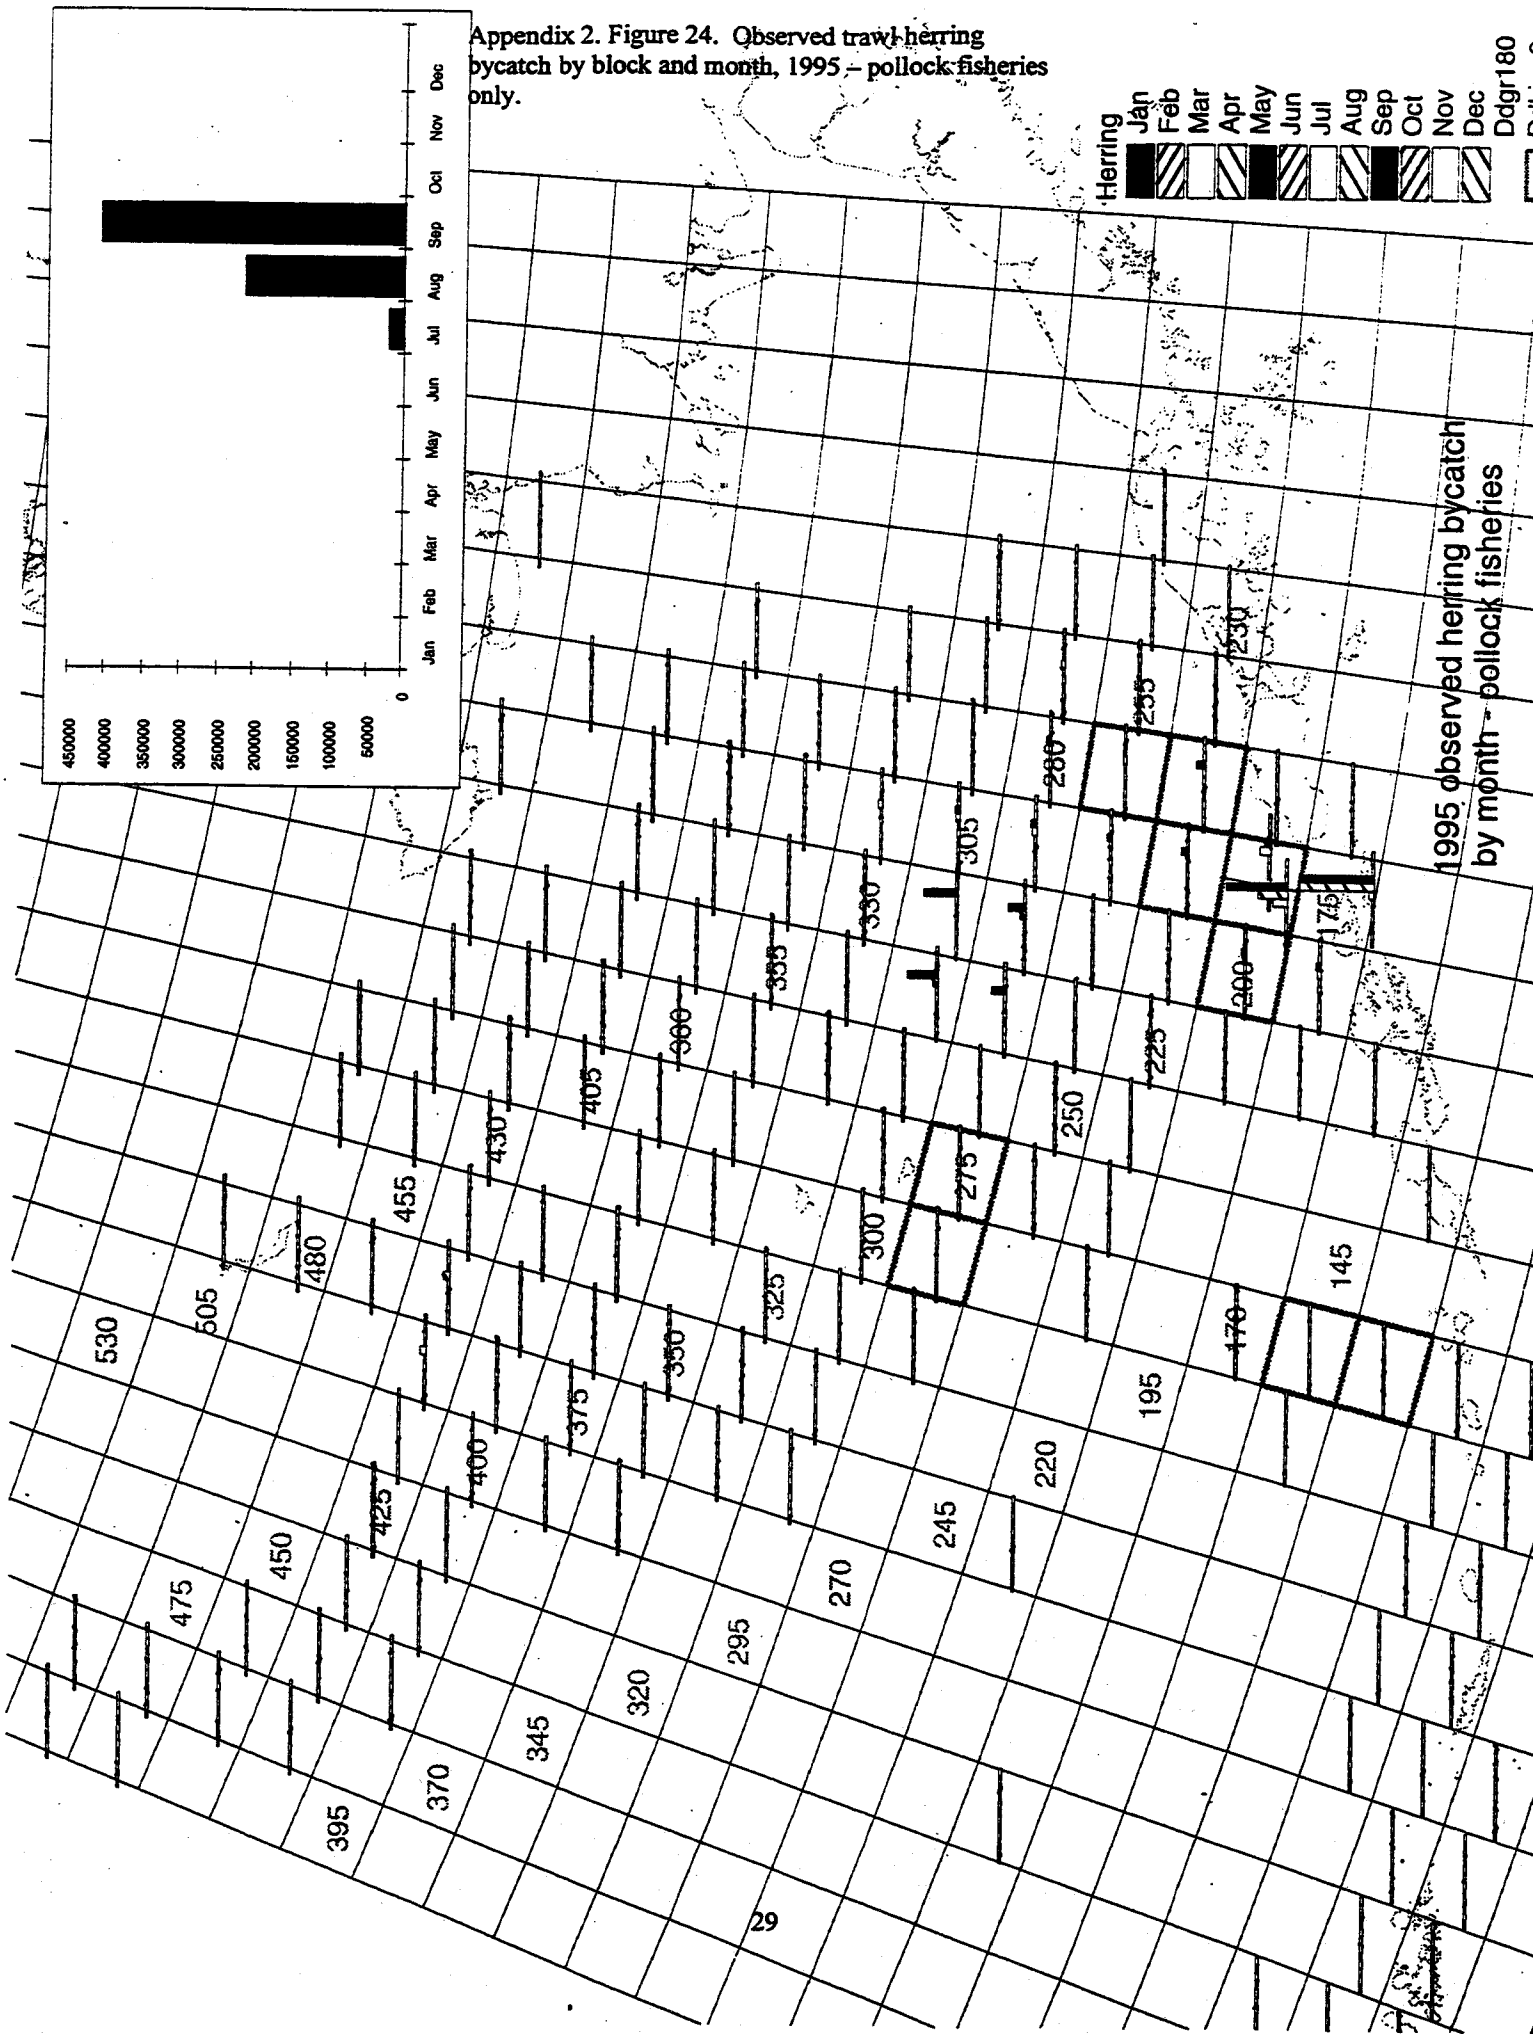 Appendix 2. Figure 24. Observed trawl herring
bycatch by block and month, 1995 – pollock fisheries
only.
450000
400000
350000
300000
250000
200000
150000
100000
50000
0
Jan
Feb
Mar
Apr
May
Jun
Jul
Aug
Sep
Oct
Nov
Dec
Herring
Jan
Feb
Mar
Apr
May
Jun
Jul
Aug
Sep
Oct
Nov
Dec
Ddgr180
1995 observed herring bycatch
by month - pollock fisheries
530
505
480
455
430
405
380
355
330
305
280
255
230
475
450
425
400
375
350
325
300
275
250
225
200
175
395
370
345
320
295
270
245
220
195
170
145
29